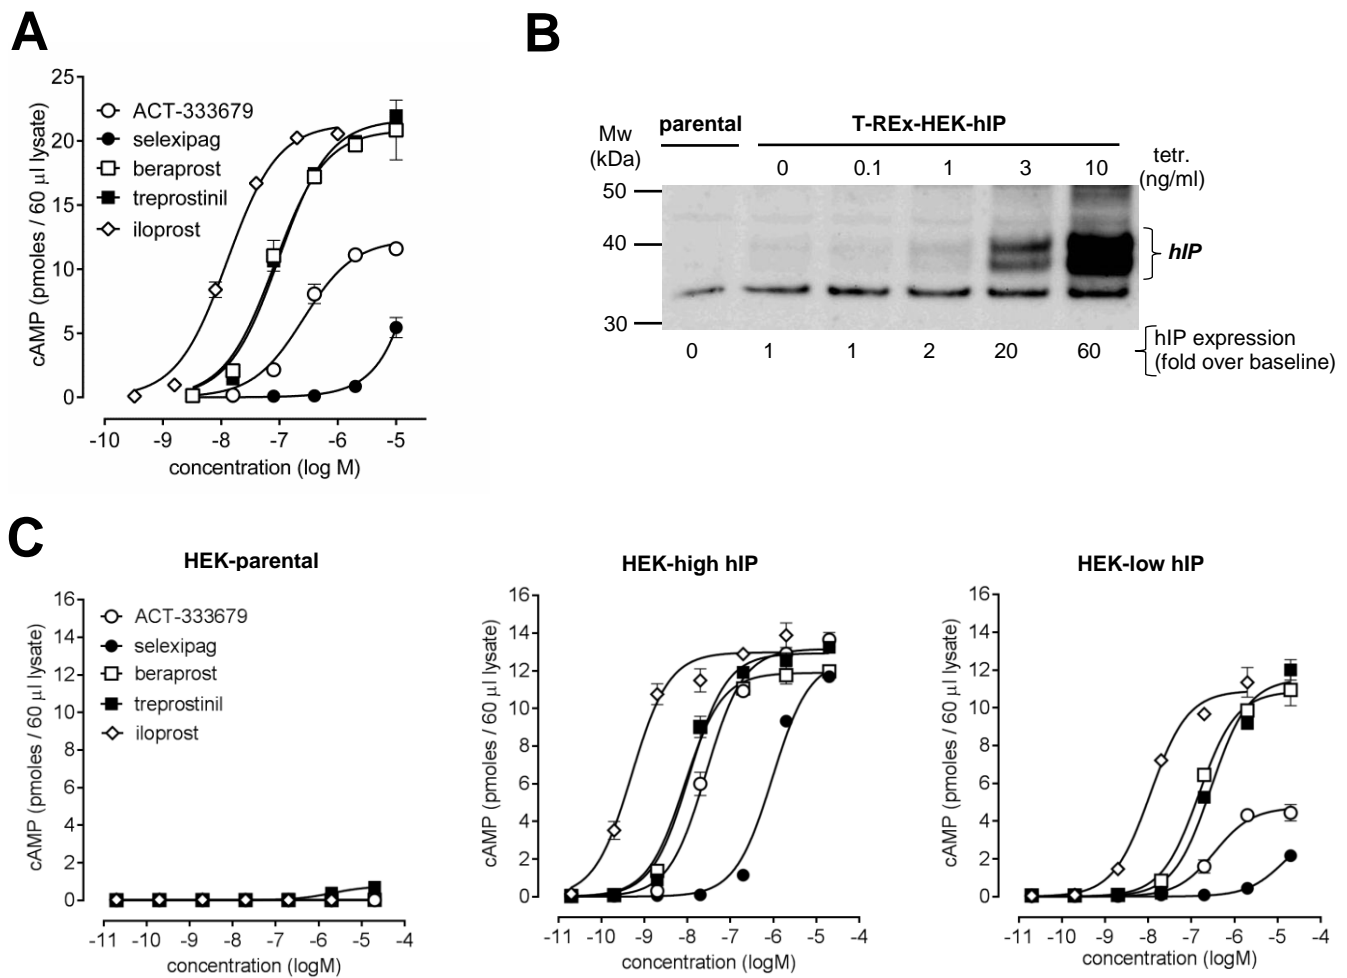 A
25
20
15
10
5
0
cAMP (pmoles / 60 µl lysate)
ACT-333679
selexipag
beraprost
treprostinil
iloprost
-10 -9 -8 -7 -6 -5
concentration (log M)
B
Mw
(kDa)
parental
T-REx-HEK-hIP
0 0.1 1 3 10
tetr.
(ng/ml)
50
40
30
hIP
0 1 1 2 20 60
hIP expression
(fold over baseline)
C
HEK-parental
16
14
12
10
8
6
4
2
0
cAMP (pmoles / 60 µl lysate)
ACT-333679
selexipag
beraprost
treprostinil
iloprost
-11 -10 -9 -8 -7 -6 -5 -4
concentration (logM)
HEK-high hIP
16
14
12
10
8
6
4
2
0
cAMP (pmoles / 60 µl lysate)
-11 -10 -9 -8 -7 -6 -5 -4
concentration (logM)
HEK-low hIP
16
14
12
10
8
6
4
2
0
cAMP (pmoles / 60 µl lysate)
-11 -10 -9 -8 -7 -6 -5 -4
concentration (logM)